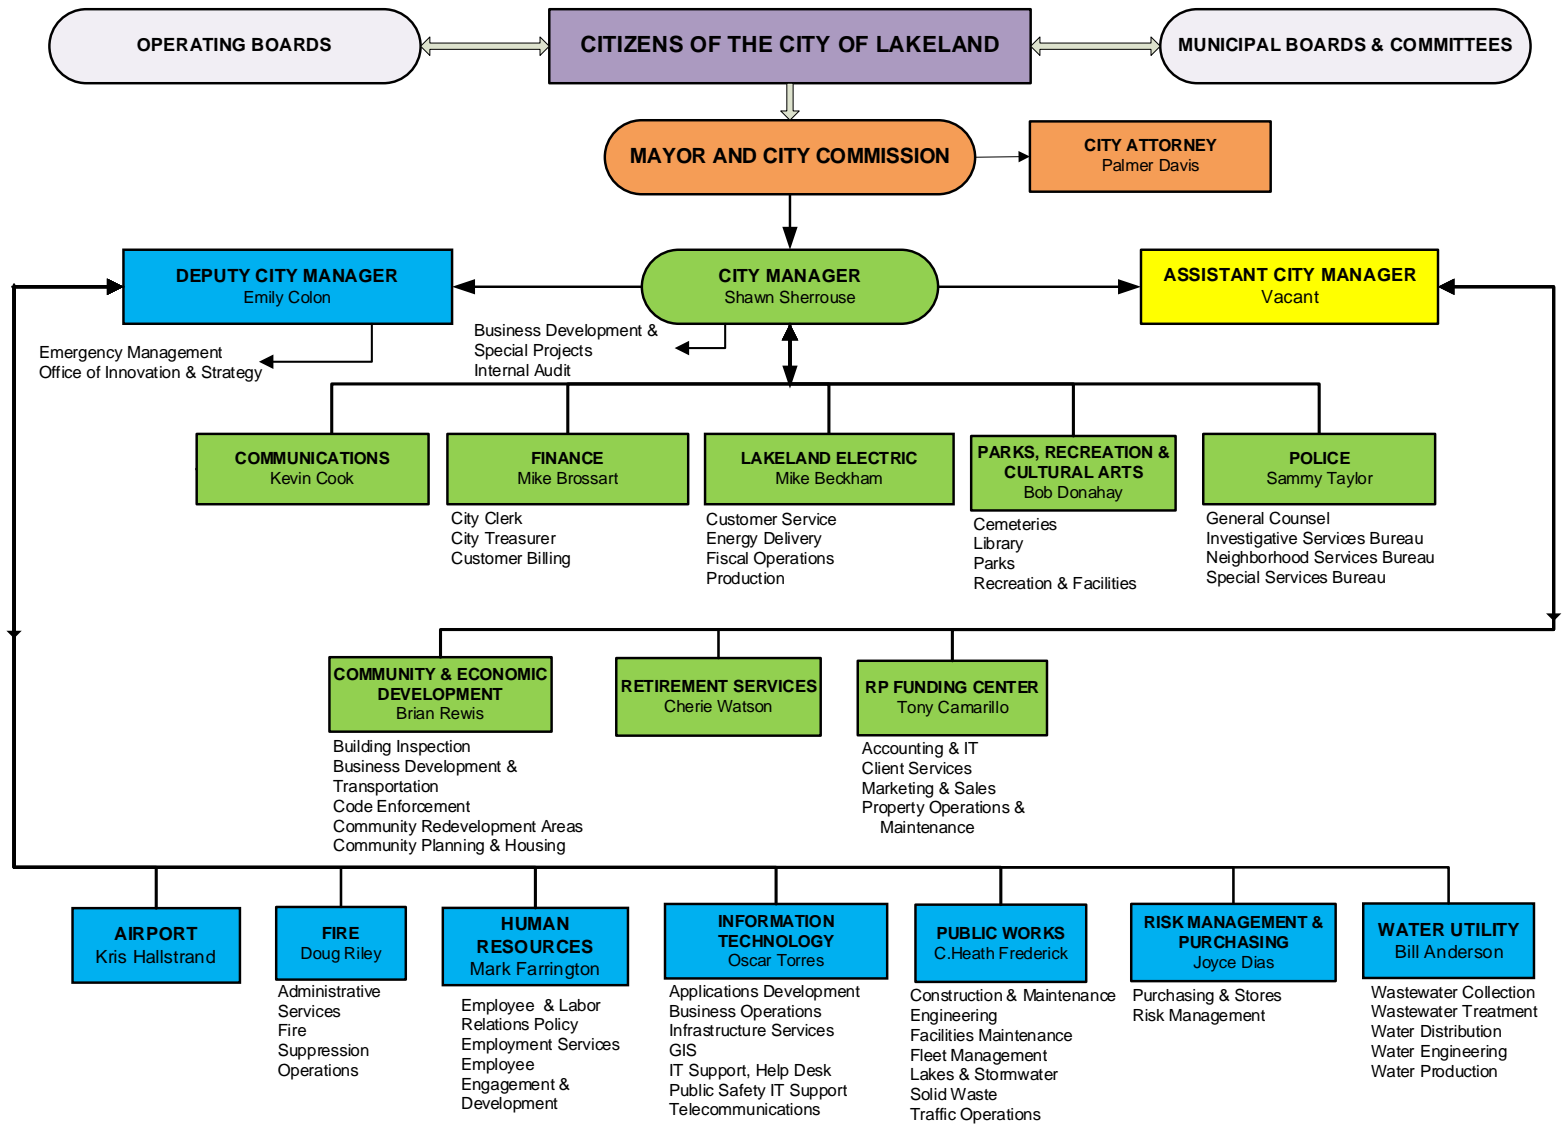 OPERATING BOARDS
CITIZENS OF THE CITY OF LAKELAND
MUNICIPAL BOARDS & COMMITTEES
MAYOR AND CITY COMMISSION
CITY ATTORNEY
Palmer Davis
DEPUTY CITY MANAGER
Emily Colon
CITY MANAGER
Shawn Sherrouse
ASSISTANT CITY MANAGER
Vacant
Emergency Management
Office of Innovation & Strategy
Business Development &
Special Projects
Internal Audit
COMMUNICATIONS
Kevin Cook
FINANCE
Mike Brossart
City Clerk
City Treasurer
Customer Billing
LAKELAND ELECTRIC
Mike Beckham
Customer Service
Energy Delivery
Fiscal Operations
Production
PARKS, RECREATION &
CULTURAL ARTS
Bob Donahay
Cemeteries
Library
Parks
Recreation & Facilities
POLICE
Sammy Taylor
General Counsel
Investigative Services Bureau
Neighborhood Services Bureau
Special Services Bureau
COMMUNITY & ECONOMIC
DEVELOPMENT
Brian Rewis
Building Inspection
Business Development &
Transportation
Code Enforcement
Community Redevelopment Areas
Community Planning & Housing
RETIREMENT SERVICES
Cherie Watson
RP FUNDING CENTER
Tony Camarillo
Accounting & IT
Client Services
Marketing & Sales
Property Operations &
Maintenance
AIRPORT
Kris Hallstrand
FIRE
Doug Riley
Administrative
Services
Fire
Suppression
Operations
HUMAN
RESOURCES
Mark Farrington
Employee & Labor
Relations Policy
Employment Services
Employee
Engagement &
Development
INFORMATION
TECHNOLOGY
Oscar Torres
Applications Development
Business Operations
Infrastructure Services
GIS
IT Support, Help Desk
Public Safety IT Support
Telecommunications
PUBLIC WORKS
C.Heath Frederick
Construction & Maintenance
Engineering
Facilities Maintenance
Fleet Management
Lakes & Stormwater
Solid Waste
Traffic Operations
RISK MANAGEMENT &
PURCHASING
Joyce Dias
Purchasing & Stores
Risk Management
WATER UTILITY
Bill Anderson
Wastewater Collection
Wastewater Treatment
Water Distribution
Water Engineering
Water Production